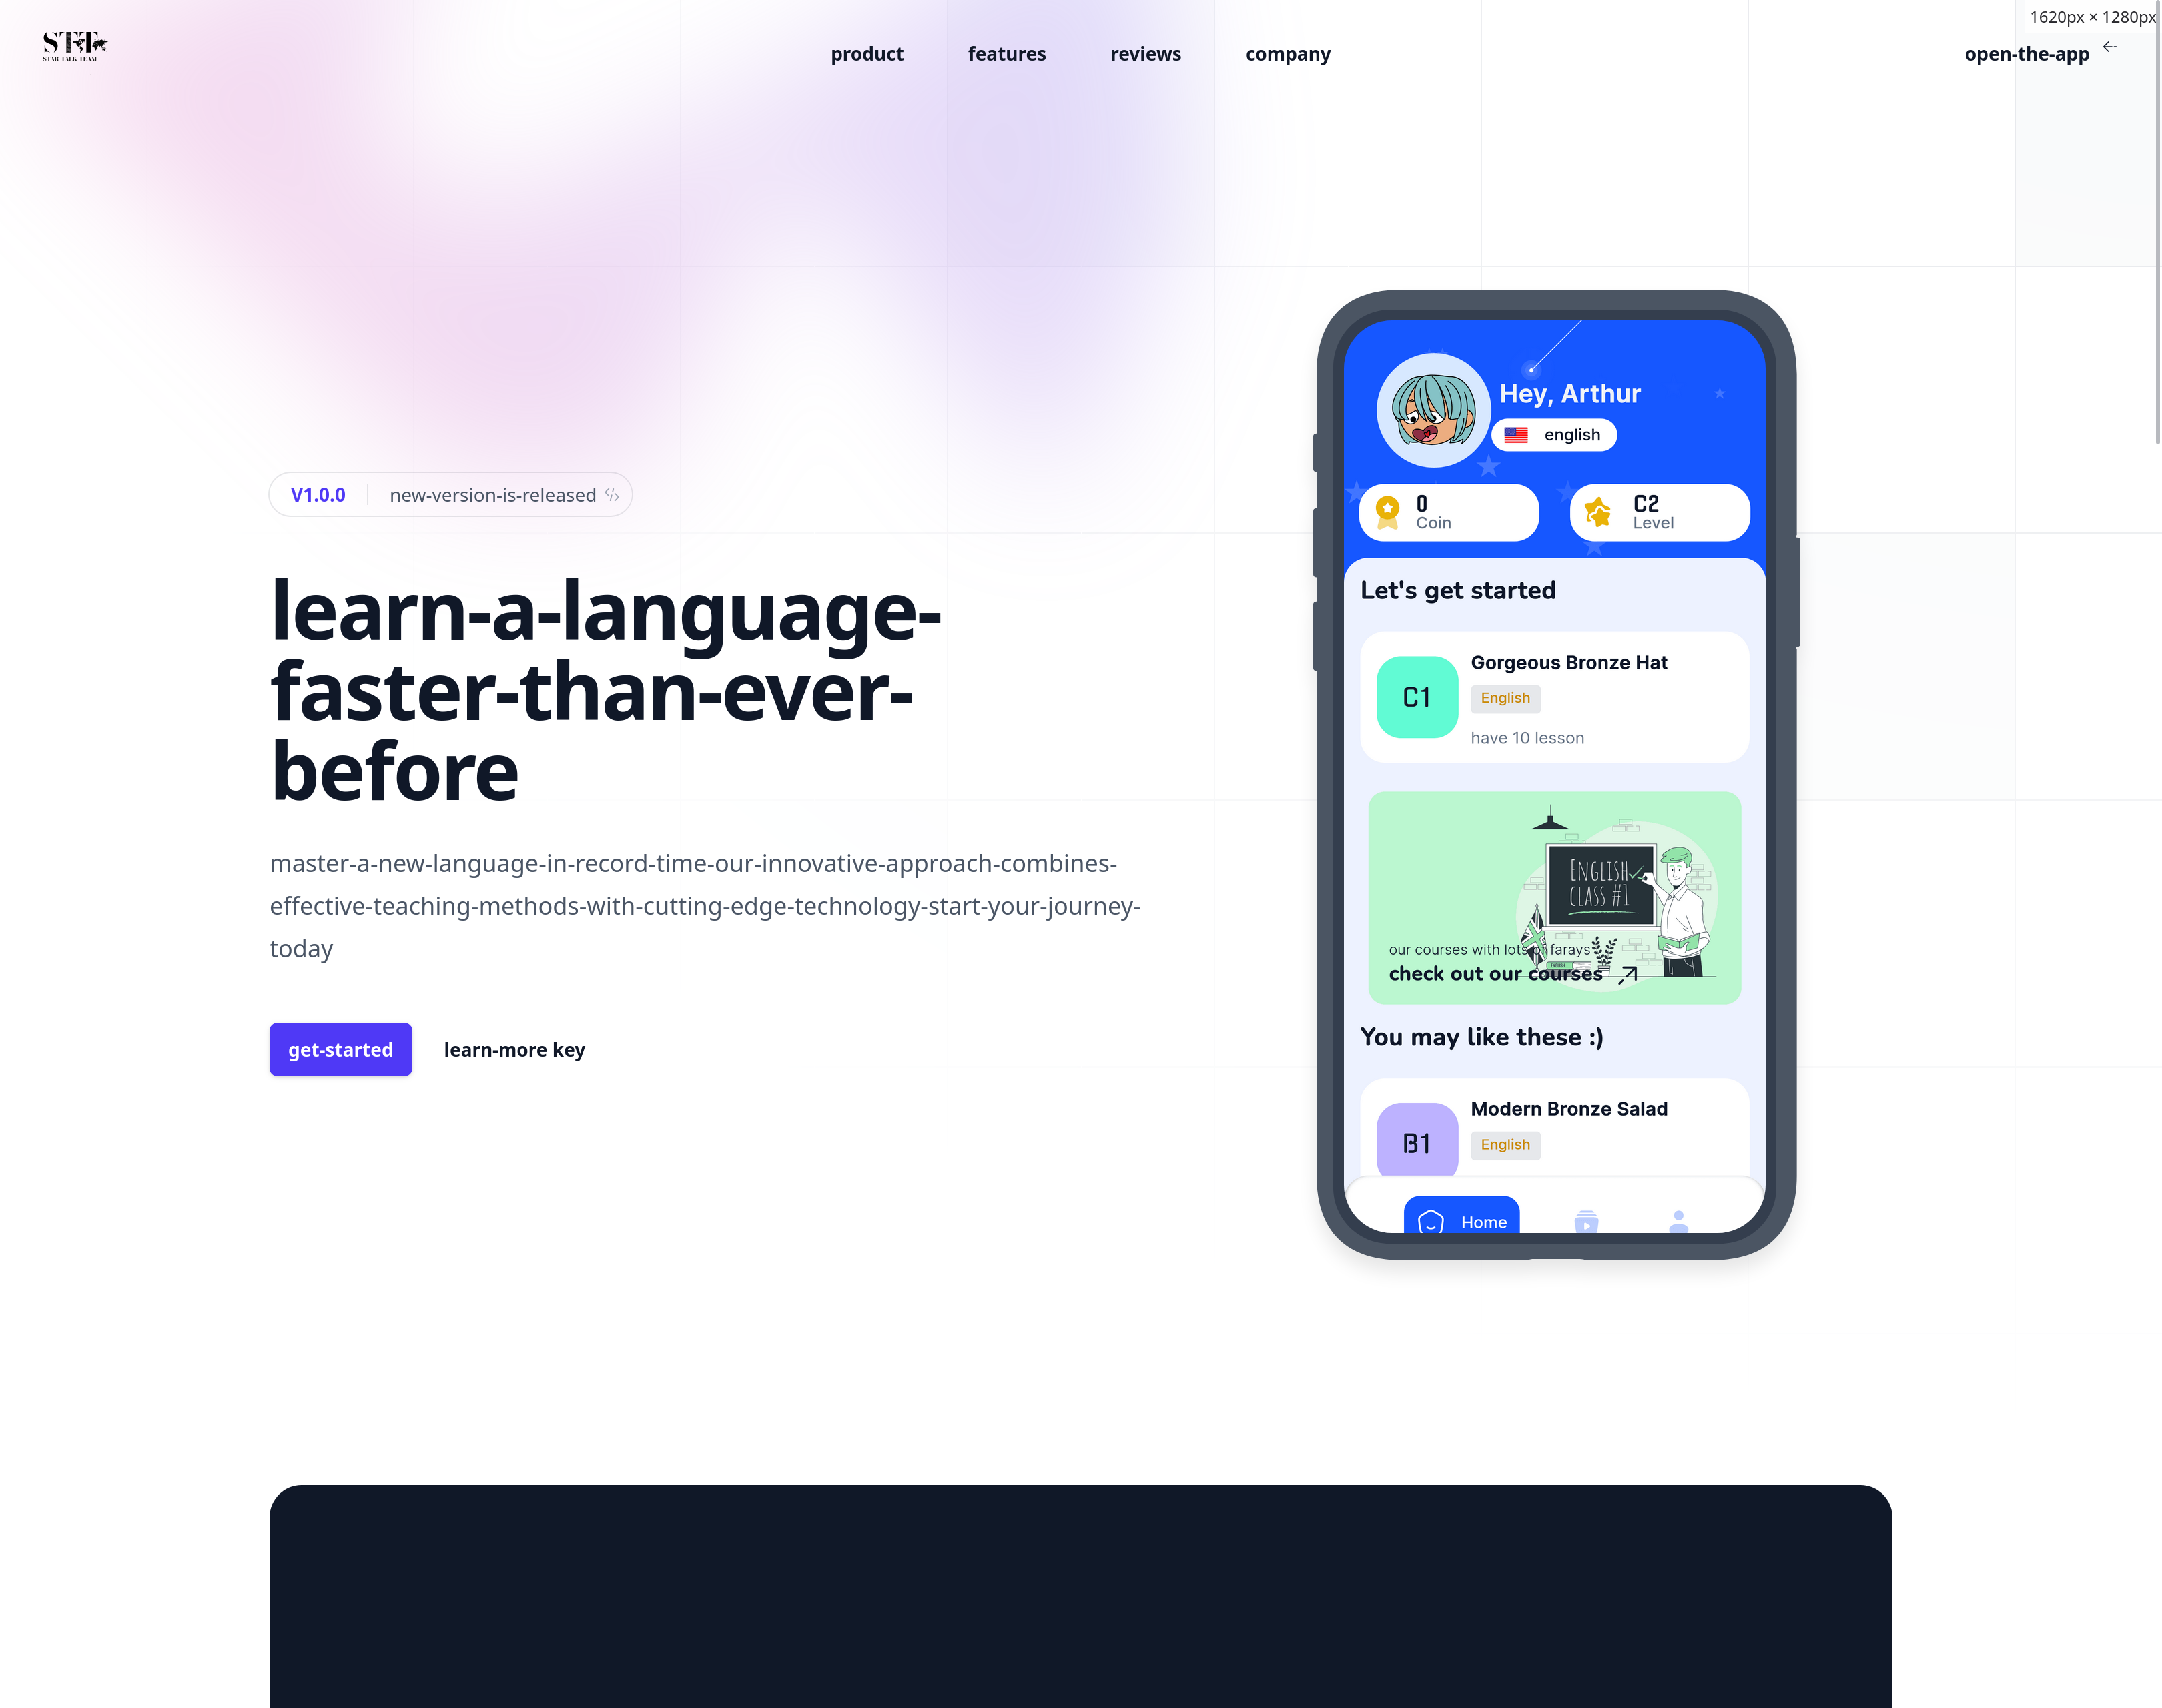 1620px × 1280px
STT
STAR TALK TEAM
product features reviews company open-the-app
V1.0.0 new-version-is-released
learn-a-language-
faster-than-ever-
before
master-a-new-language-in-record-time-our-innovative-approach-combines-
effective-teaching-methods-with-cutting-edge-technology-start-your-journey-
today
get-started learn-more key
Hey, Arthur
english
0
Coin
C2
Level
Let's get started
C1
Gorgeous Bronze Hat
English
have 10 lesson
ENGLISH
CLASS #1
our courses with lots of farays
ENGLISH
check out our courses
You may like these :)
B1
Modern Bronze Salad
English
Home